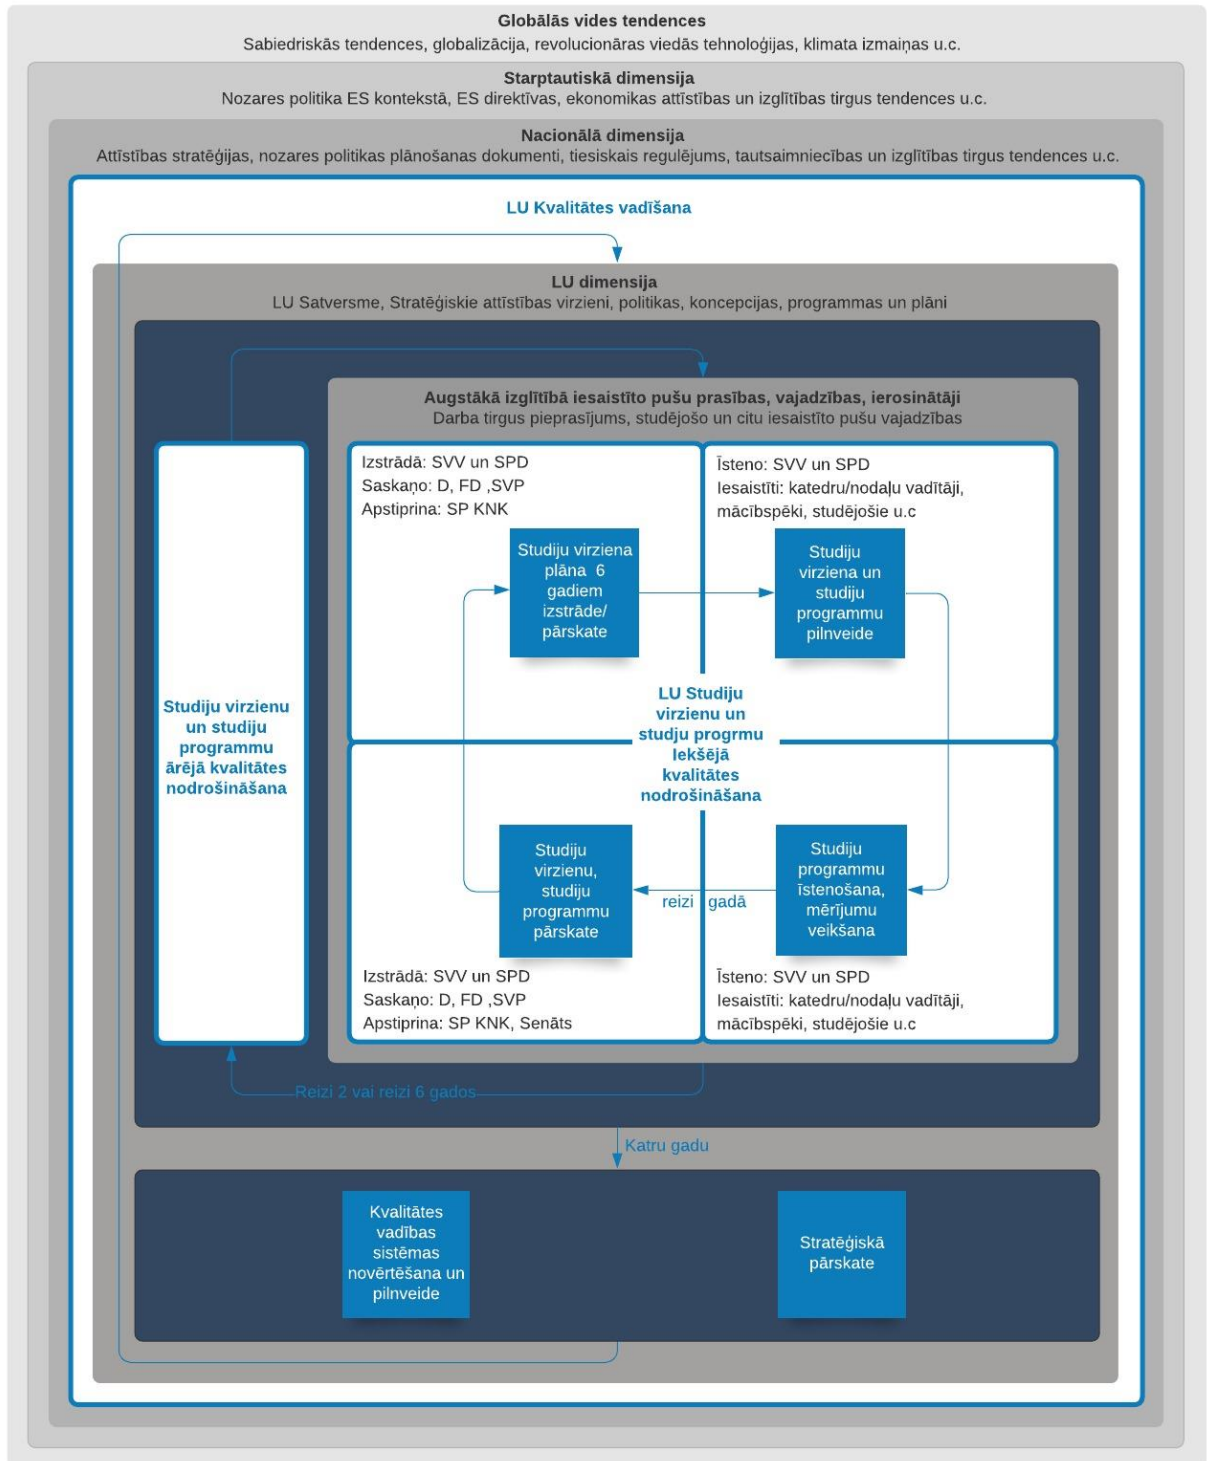 Globālās vides tendences
Sabiedriskās tendences, globalizācija, revolucionāras viedās tehnoloģijas, klimata izmaiņas u.c.
Starptautiskā dimensija
Nozares politika ES kontekstā, ES direktīvas, ekonomikas attīstības un izglītības tirgus tendences u.c.
Nacionālā dimensija
Attīstības stratēģijas, nozares politikas plānošanas dokumenti, tiesiskais regulējums, tautsaimniecības un izglītības tirgus tendences u.c.
LU Kvalitātes vadīšana
LU dimensija
LU Satversme, Stratēģiskie attīstības virzieni, politikas, koncepcijas, programmas un plāni
Augstākā izglītībā iesaistīto pušu prasības, vajadzības, ierosinātāji
Darba tirgus pieprasījums, studējošo un citu iesaistīto pušu vajadzības
Izstrādā: SVV un SPD
Saskaņo: D, FD ,SVP
Apstiprina: SP KNK
Īsteno: SVV un SPD
Iesaistīti: katedru/nodaļu vadītāji,
mācībspēki, studējošie u.c
Studiju virziena
plāna 6
gadiem
izstrāde/
pārskate
Studiju
virziena un
studiju
programmu
pilnveide
Studiju virzienu
un studiju
programmu
ārējā kvalitātes
nodrošināšana
LU Studiju
virzienu un
studju progrmu
Iekšējā
kvalitātes
nodrošināšana
Studiju
virzienu,
studiju
programmu
pārskate
reizi gadā
Studiju
programmu
īstenošana,
mērījumu
veikšana
Izstrādā: SVV un SPD
Saskaņo: D, FD ,SVP
Apstiprina: SP KNK, Senāts
Īsteno: SVV un SPD
Iesaistīti: katedru/nodaļu vadītāji,
mācībspēki, studējošie u.c
Reizi 2 vai reizi 6 gados
Katru gadu
Kvalitātes
vadības
sistēmas
novērtēšana un
pilnveide
Stratēģiskā
pārskate